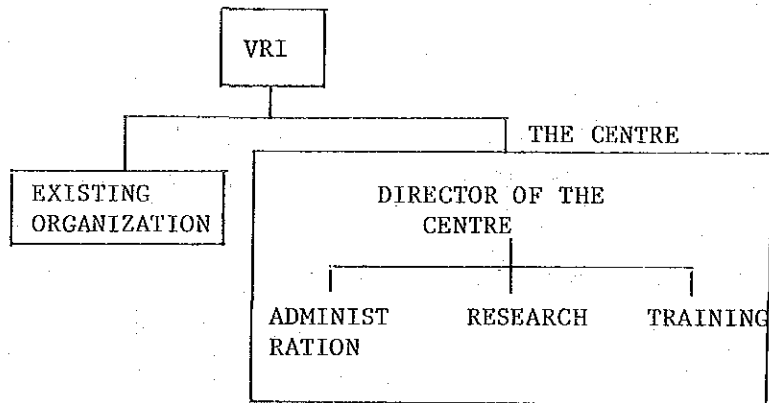 VRI
THE CENTRE
EXISTING
ORGANIZATION
DIRECTOR OF THE
CENTRE
ADMINIST
RATION
RESEARCH
TRAINING